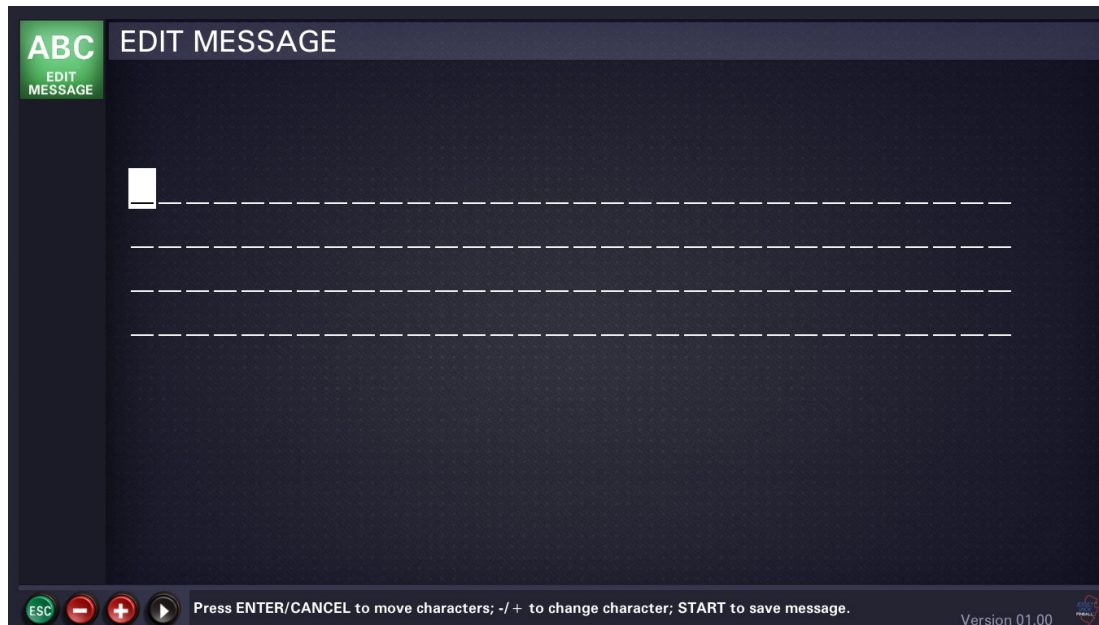 ABC
EDIT
MESSAGE
EDIT MESSAGE
ESC
Press ENTER/CANCEL to move characters; -/+ to change character; START to save message.
Version 01.00